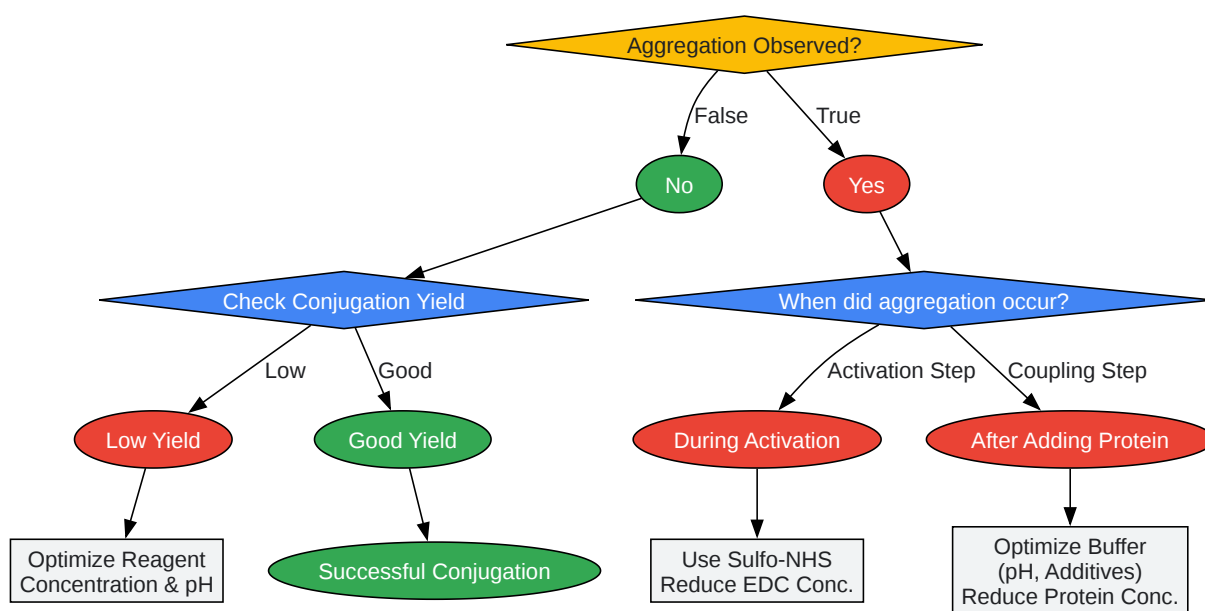 Aggregation Observed?
False
True
No
Yes
Check Conjugation Yield
When did aggregation occur?
Low
Good
Activation Step
Coupling Step
Low Yield
Good Yield
During Activation
After Adding Protein
Optimize Reagent
Concentration & pH
Successful Conjugation
Use Sulfo-NHS
Reduce EDC Conc.
Optimize Buffer
(pH, Additives)
Reduce Protein Conc.